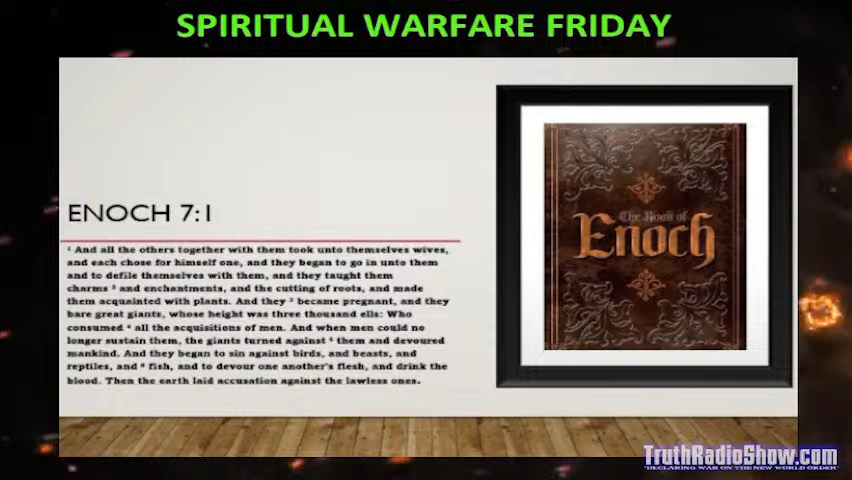 SPIRITUAL WARFARE FRIDAY
ENOCH 7:1
¹ And all the others together with them took unto themselves wives,
and each chose for himself one, and they began to go in unto them
and to defile themselves with them, and they taught them
charms ² and enchantments, and the cutting of roots, and made
them acquainted with plants. And they ³ became pregnant, and they
bare great giants, whose height was three thousand ells: Who
consumed ⁴ all the acquisitions of men. And when men could no
longer sustain them, the giants turned against ⁵ them and devoured
mankind. And they began to sin against birds, and beasts, and
reptiles, and ⁶ fish, and to devour one another's flesh, and drink the
blood. Then the earth laid accusation against the lawless ones.
The Book of
Enoch
TruthRadioShow.com
DECLARING WAR ON THE NEW WORLD ORDER